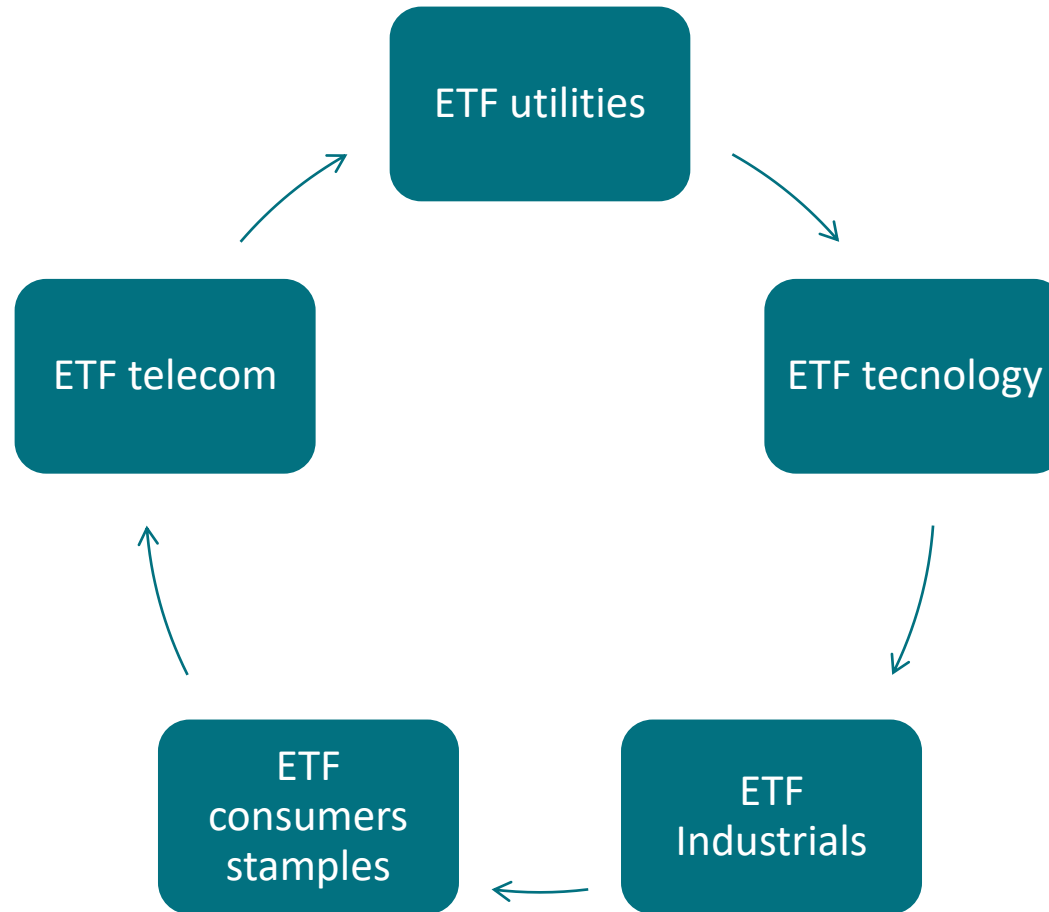 ETF utilities
ETF tecnology
ETF
Industrials
ETF
consumers
stamples
ETF telecom